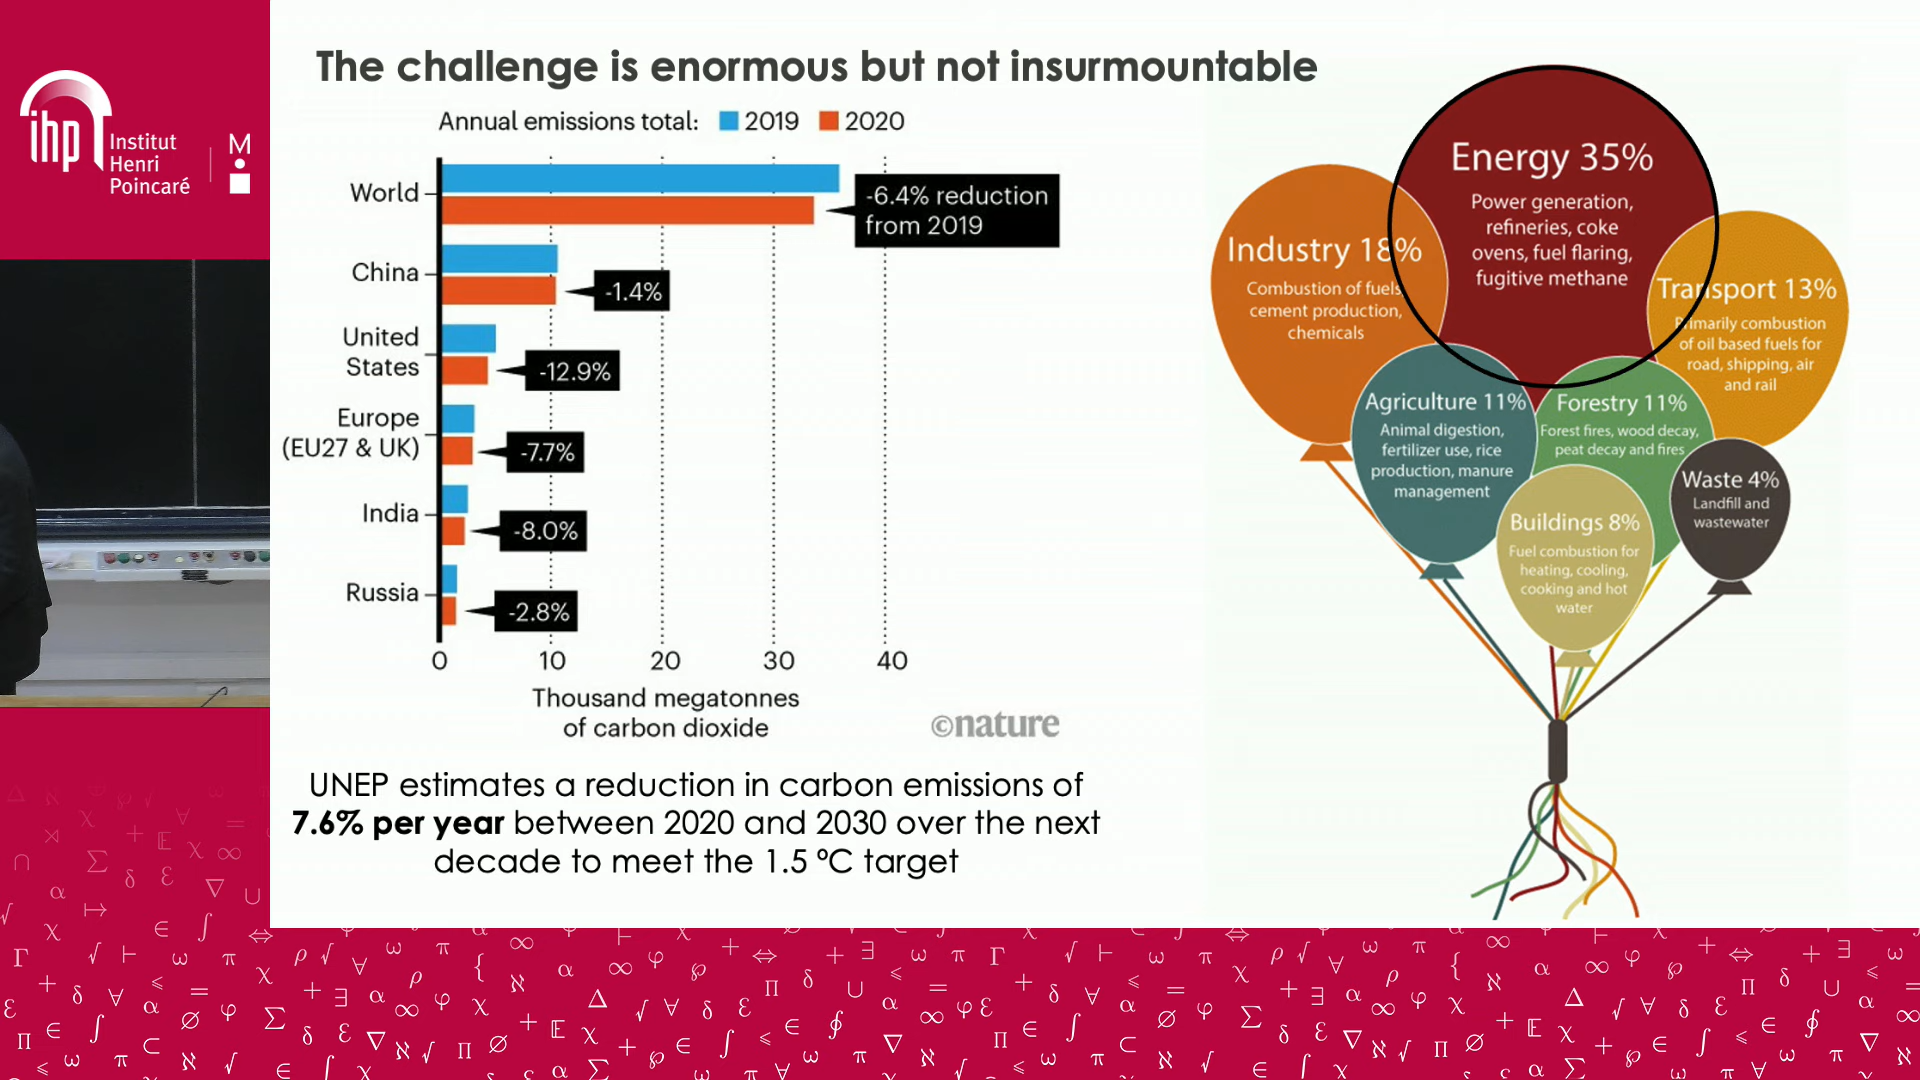 ihp
Institut
Henri
Poincaré
M
The challenge is enormous but not insurmountable
Annual emissions total: 2019 2020
World
-6.4% reduction
from 2019
China
-1.4%
United
States
-12.9%
Europe
(EU27 & UK)
-7.7%
India
-8.0%
Russia
-2.8%
0 10 20 30 40
Thousand megatonnes
of carbon dioxide
©nature
UNEP estimates a reduction in carbon emissions of
7.6% per year between 2020 and 2030 over the next
decade to meet the 1.5 ºC target
Energy 35%
Power generation,
refineries, coke
ovens, fuel flaring,
fugitive methane
Industry 18%
Combustion of fuels,
cement production,
chemicals
Transport 13%
Primarily combustion
of oil based fuels for
road, shipping, air
and rail
Agriculture 11%
Animal digestion,
fertilizer use, rice
production, manure
management
Forestry 11%
Forest fires, wood decay,
peat decay and fires
Waste 4%
Landfill and
wastewater
Buildings 8%
Fuel combustion for
heating, cooling,
cooking and hot
water